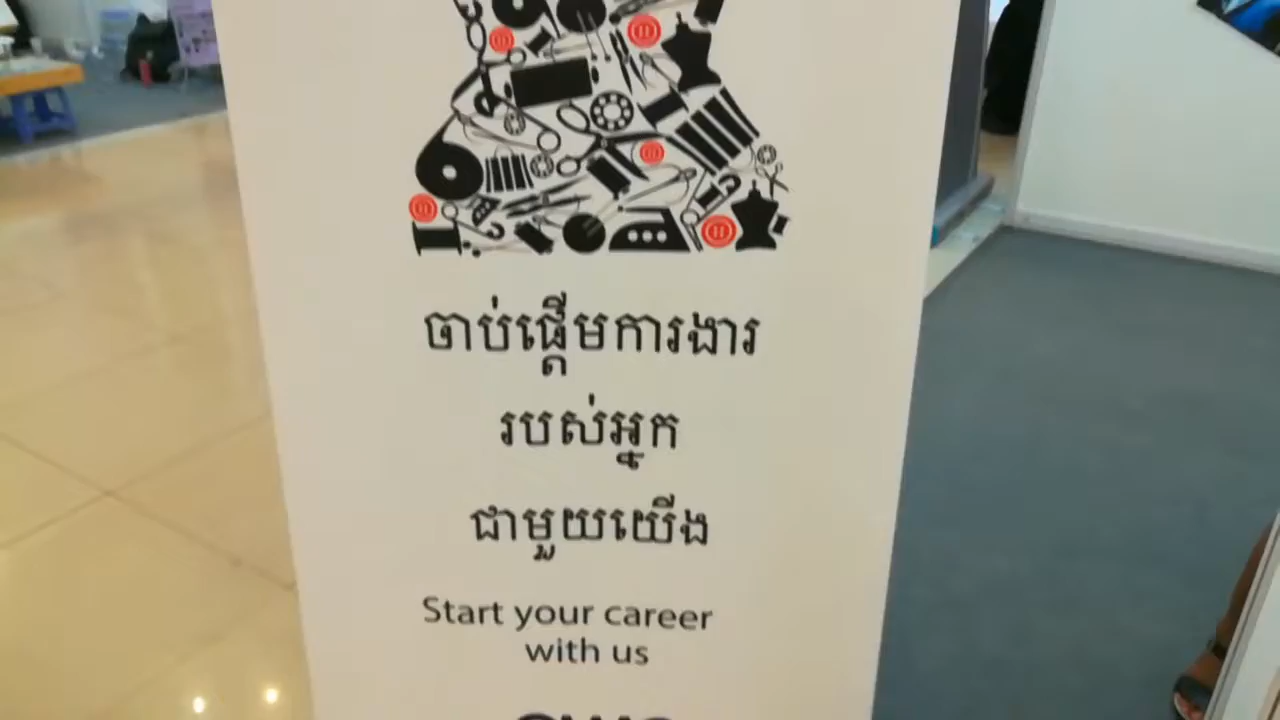 ចាប់ផ្ដើមការងារ
របស់អ្នក
ជាមួយយើង
Start your career
with us